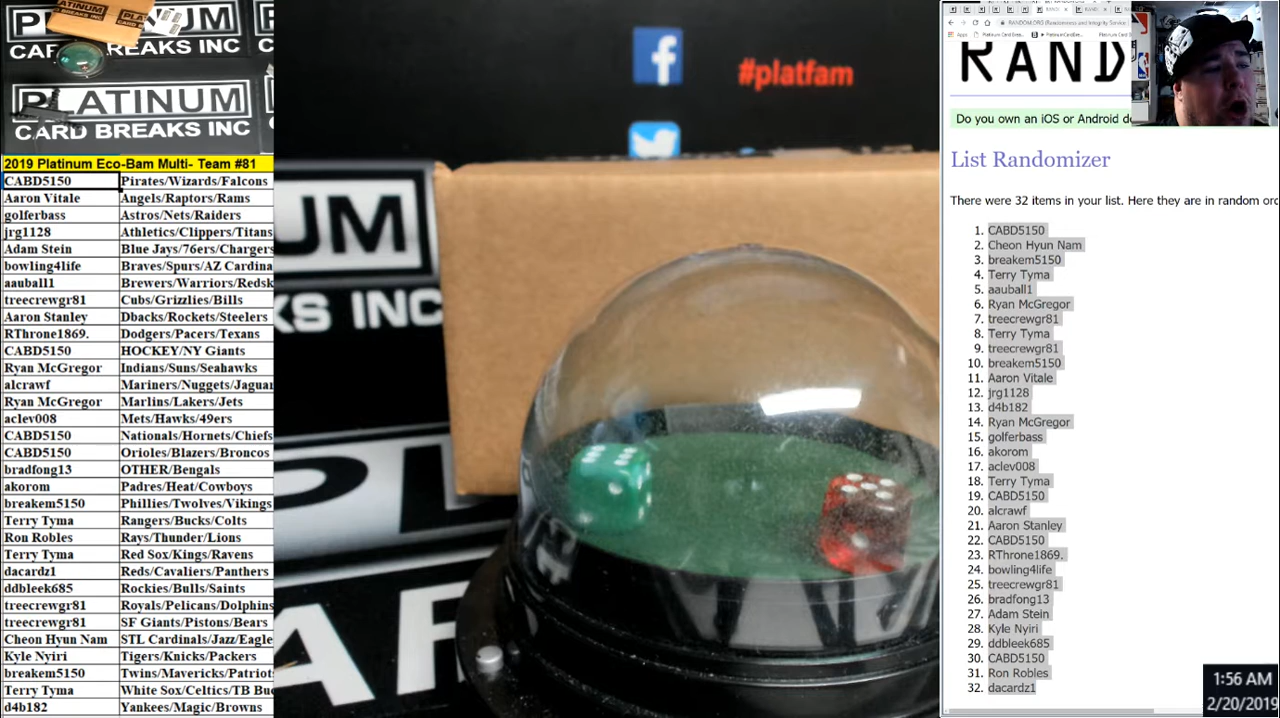 PLATINUM
CARD BREAKS INC
PLATINUM
CARD BREAKS INC
2019 Platinum Eco-Bam Multi- Team #81
CABD5150 Pirates/Wizards/Falcons
Aaron Vitale Angels/Raptors/Rams
golferbass Astros/Nets/Raiders
jrg1128 Athletics/Clippers/Titans
Adam Stein Blue Jays/76ers/Chargers
bowling4life Braves/Spurs/AZ Cardina
aauball1 Brewers/Warriors/Redsk
treecrewgr81 Cubs/Grizzlies/Bills
Aaron Stanley Dbacks/Rockets/Steelers
RThrone1869. Dodgers/Pacers/Texans
CABD5150 HOCKEY/NY Giants
Ryan McGregor Indians/Suns/Seahawks
alcrawf Mariners/Nuggets/Jaguar
Ryan McGregor Marlins/Lakers/Jets
aclev008 Mets/Hawks/49ers
CABD5150 Nationals/Hornets/Chiefs
CABD5150 Orioles/Blazers/Broncos
bradfong13 OTHER/Bengals
akorom Padres/Heat/Cowboys
breakem5150 Phillies/Twolves/Vikings
Terry Tyma Rangers/Bucks/Colts
Ron Robles Rays/Thunder/Lions
Terry Tyma Red Sox/Kings/Ravens
dacardz1 Reds/Cavaliers/Panthers
ddbleek685 Rockies/Bulls/Saints
treecrewgr81 Royals/Pelicans/Dolphins
treecrewgr81 SF Giants/Pistons/Bears
Cheon Hyun Nam STL Cardinals/Jazz/Eagle
Kyle Nyiri Tigers/Knicks/Packers
breakem5150 Twins/Mavericks/Patriot
Terry Tyma White Sox/Celtics/TB Buc
d4b182 Yankees/Magic/Browns
#platfam
UM
KS INC
RAND
Do you own an iOS or Android de
List Randomizer
There were 32 items in your list. Here they are in random ord
1. CABD5150
2. Cheon Hyun Nam
3. breakem5150
4. Terry Tyma
5. aauball1
6. Ryan McGregor
7. treecrewgr81
8. Terry Tyma
9. treecrewgr81
10. breakem5150
11. Aaron Vitale
12. jrg1128
13. d4b182
14. Ryan McGregor
15. golferbass
16. akorom
17. aclev008
18. Terry Tyma
19. CABD5150
20. alcrawf
21. Aaron Stanley
22. CABD5150
23. RThrone1869.
24. bowling4life
25. treecrewgr81
26. bradfong13
27. Adam Stein
28. Kyle Nyiri
29. ddbleek685
30. CABD5150
31. Ron Robles
32. dacardz1
1:56 AM
2/20/2019